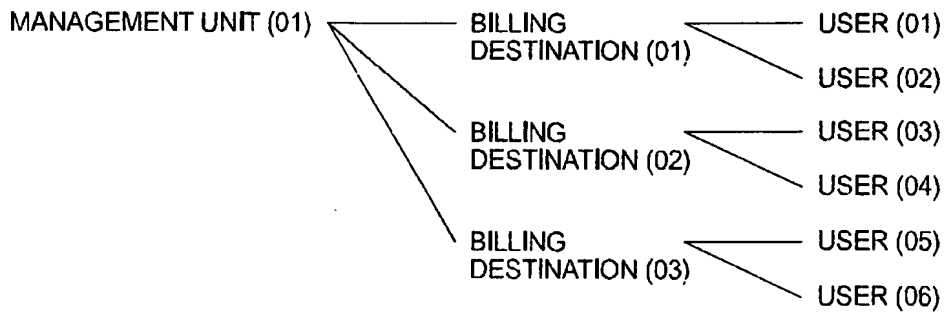 MANAGEMENT UNIT (01)
BILLING
DESTINATION (01)
USER (01)
USER (02)
BILLING
DESTINATION (02)
USER (03)
USER (04)
BILLING
DESTINATION (03)
USER (05)
USER (06)